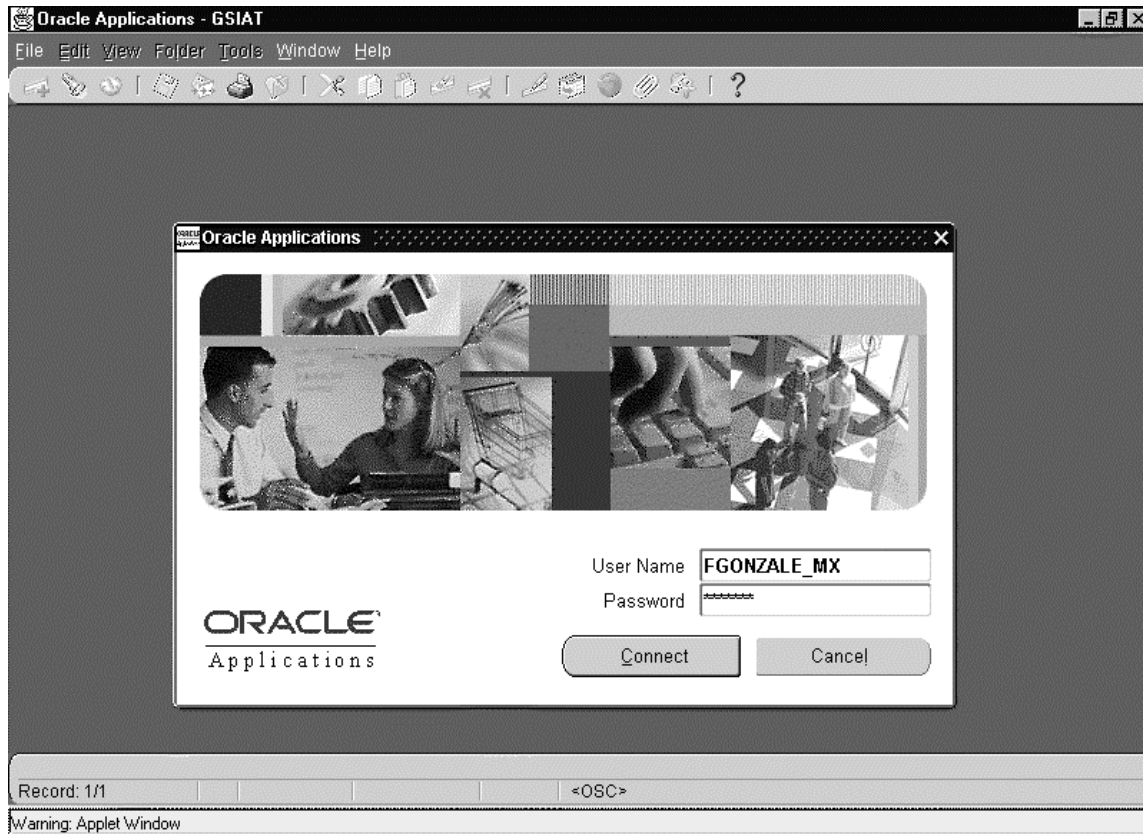 Oracle Applications - GSIAT
File Edit View Folder Tools Window Help
?
Oracle Applications
User Name FGONZALE_MX
Password *******
ORACLE
Applications
Connect Cancel
Record: 1/1 <OSC>
Warning: Applet Window